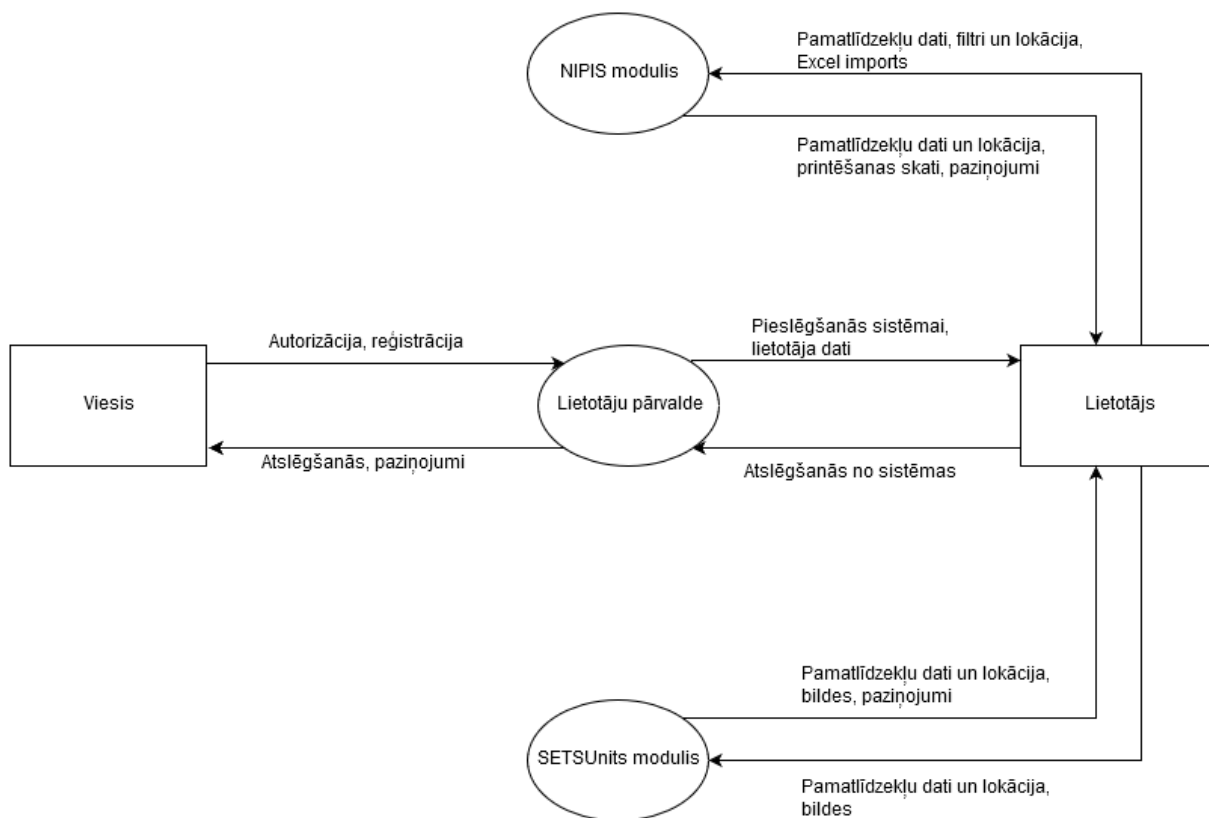 Pamatlīdzekļu dati, filtri un lokācija,
Excel imports
NIPIS modulis
Pamatlīdzekļu dati un lokācija,
printēšanas skati, paziņojumi
Autorizācija, reģistrācija
Pieslēgšanās sistēmai,
lietotāja dati
Viesis
Lietotāju pārvalde
Lietotājs
Atslēgšanās, paziņojumi
Atslēgšanās no sistēmas
Pamatlīdzekļu dati un lokācija,
bildes, paziņojumi
SETSUnits modulis
Pamatlīdzekļu dati un lokācija,
bildes